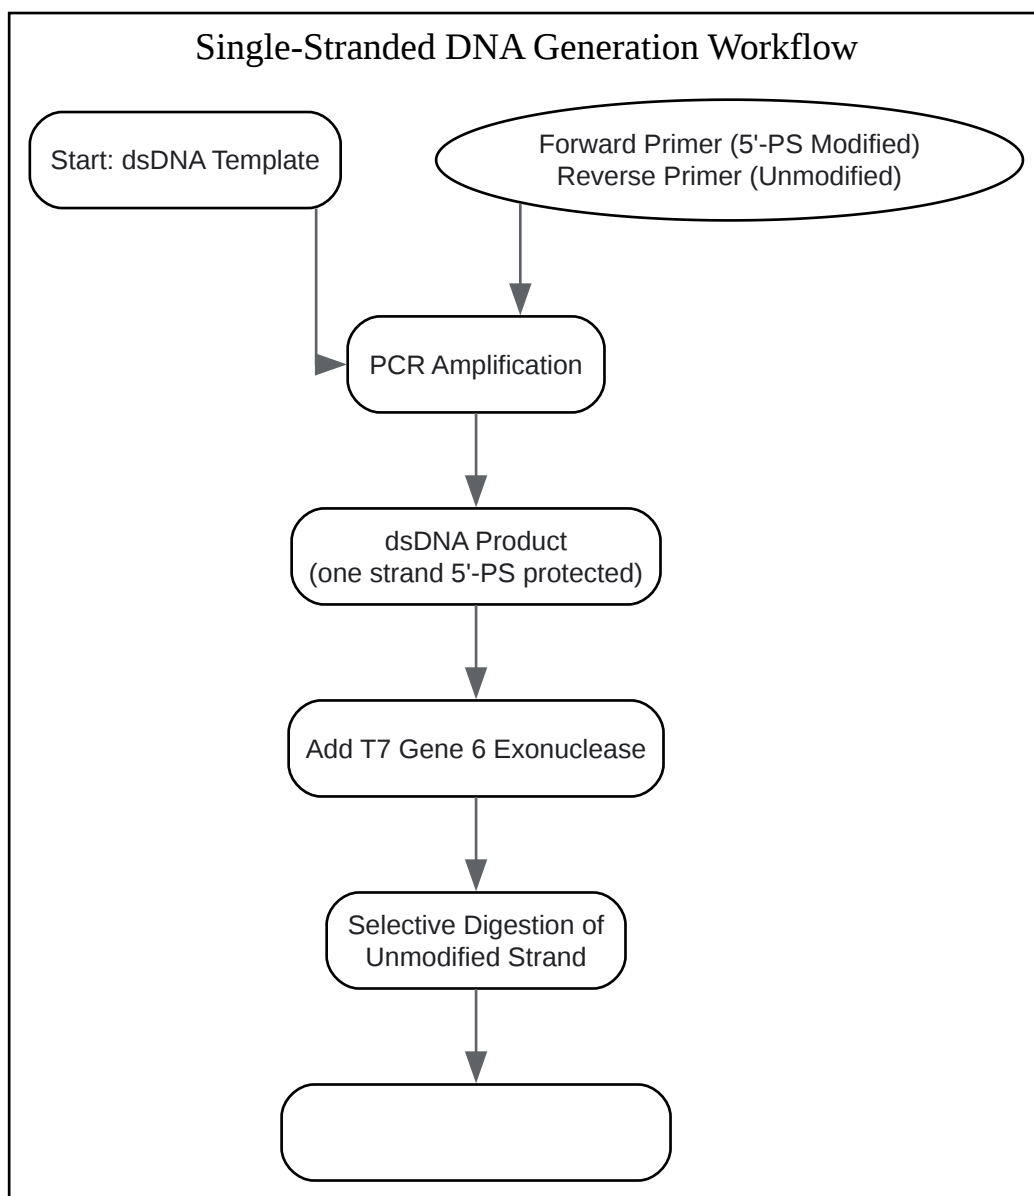 Single-Stranded DNA Generation Workflow
Start: dsDNA Template
Forward Primer (5'-PS Modified)
Reverse Primer (Unmodified)
PCR Amplification
dsDNA Product
(one strand 5'-PS protected)
Add T7 Gene 6 Exonuclease
Selective Digestion of
Unmodified Strand